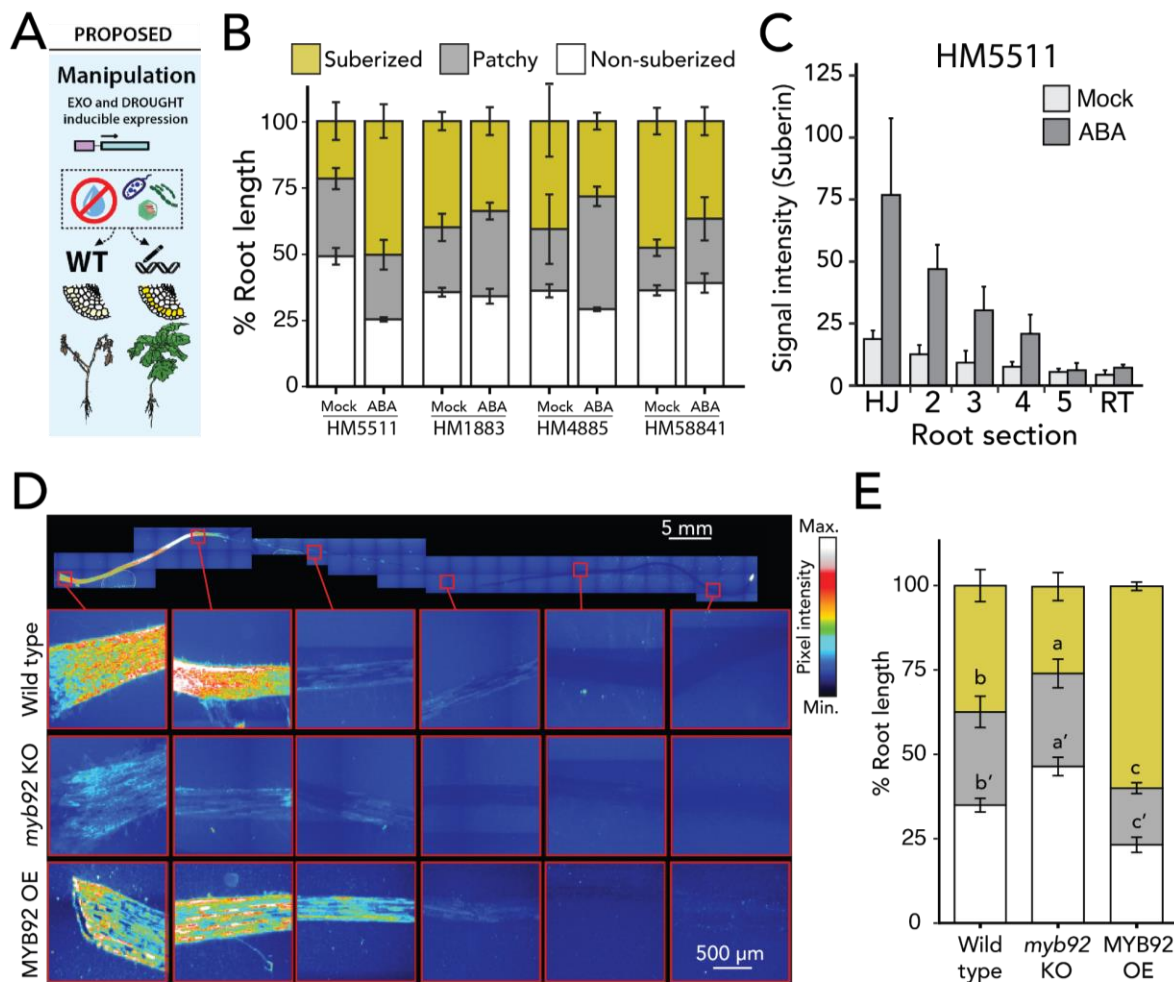 A
PROPOSED
Manipulation
EXO and DROUGHT
inducible expression
WT
B
Suberized
Patchy
Non-suberized
% Root length
100
75
50
25
0
Mock ABA
HM5511
Mock ABA
HM1883
Mock ABA
HM4885
Mock ABA
HM58841
C
HM5511
Mock
ABA
Signal intensity (Suberin)
125
100
75
50
25
0
HJ 2 3 4 5 RT
Root section
D
5 mm
Max.
Pixel intensity
Min.
Wild type
myb92 KO
MYB92 OE
500 µm
E
% Root length
100
75
50
25
0
b
b′
a
a′
c
c′
Wild
type
myb92
KO
MYB92
OE